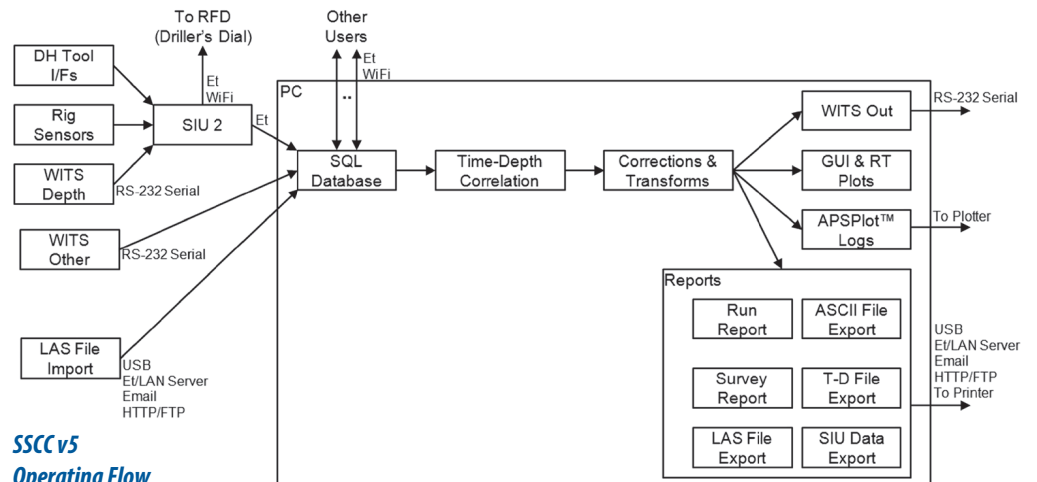 To RFD
(Driller's Dial)
Other
Users
DH Tool
I/Fs
Et
WiFi
Et
WiFi
PC
Rig
Sensors
SIU 2
Et
WITS Out
RS-232 Serial
WITS
Depth
RS-232 Serial
SQL
Database
Time-Depth
Correlation
Corrections &
Transforms
GUI & RT
Plots
WITS
Other
RS-232 Serial
APSPlot™
Logs
To Plotter
Reports
Run
Report
ASCII File
Export
LAS File
Import
USB
Et/LAN Server
Email
HTTP/FTP
Survey
Report
T-D File
Export
USB
Et/LAN Server
Email
HTTP/FTP
To Printer
LAS File
Export
SIU Data
Export
SSCC v5
Operating Flow